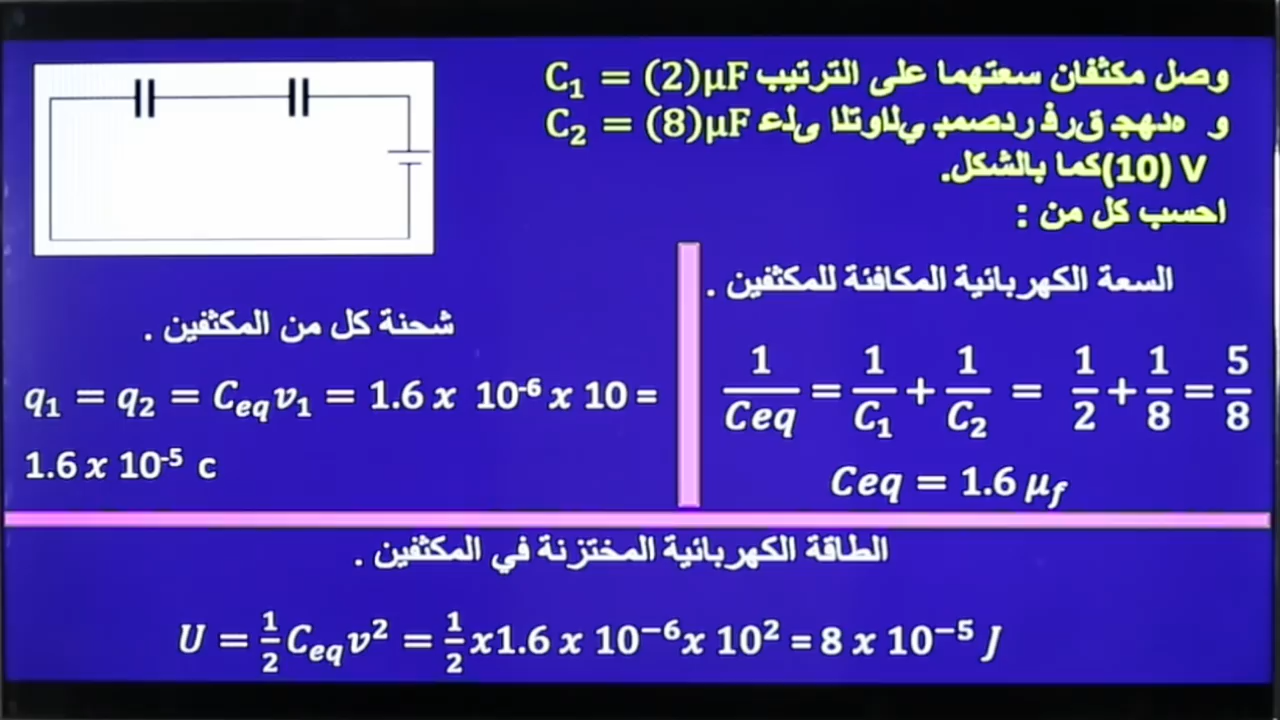 وصل مكثفان سعتهما على الترتيب C₁ = (2)μF
و C₂ = (8)μF على التوالي بمصدر فرق جهده
(10) V كما بالشكل.
احسب كل من :
السعة الكهربائية المكافئة للمكثفين .
1/Ceq = 1/C₁ + 1/C₂ = 1/2 + 1/8 = 5/8
Ceq = 1.6 μf
شحنة كل من المكثفين .
q₁ = q₂ = C_eq v₁ = 1.6 x 10⁻⁶ x 10 =
1.6 x 10⁻⁵ c
الطاقة الكهربائية المختزنة في المكثفين .
U = ½ C_eq v² = ½ x1.6 x 10⁻⁶x 10² = 8 x 10⁻⁵ J